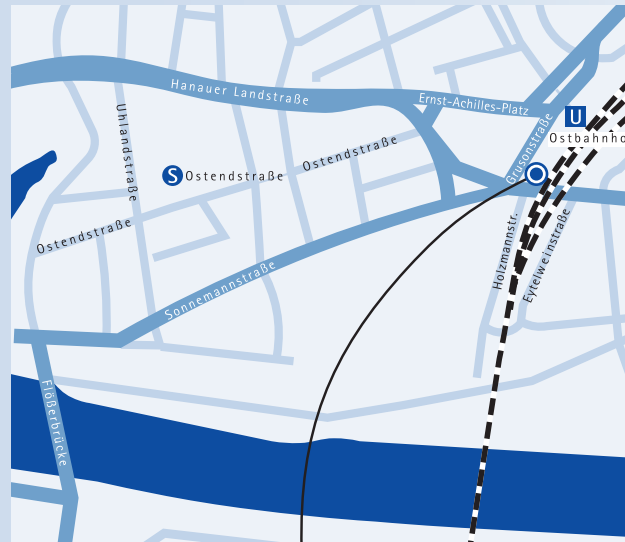 Hanauer Landstraße
Ernst-Achilles-Platz
U
Ostbahnho
Grusonstraße
Uhlandstraße
Ostendstraße
S Ostendstraße
Ostendstraße
Holzmannstr.
Eytelweinstraße
Sonnemannstraße
Flößerbrücke